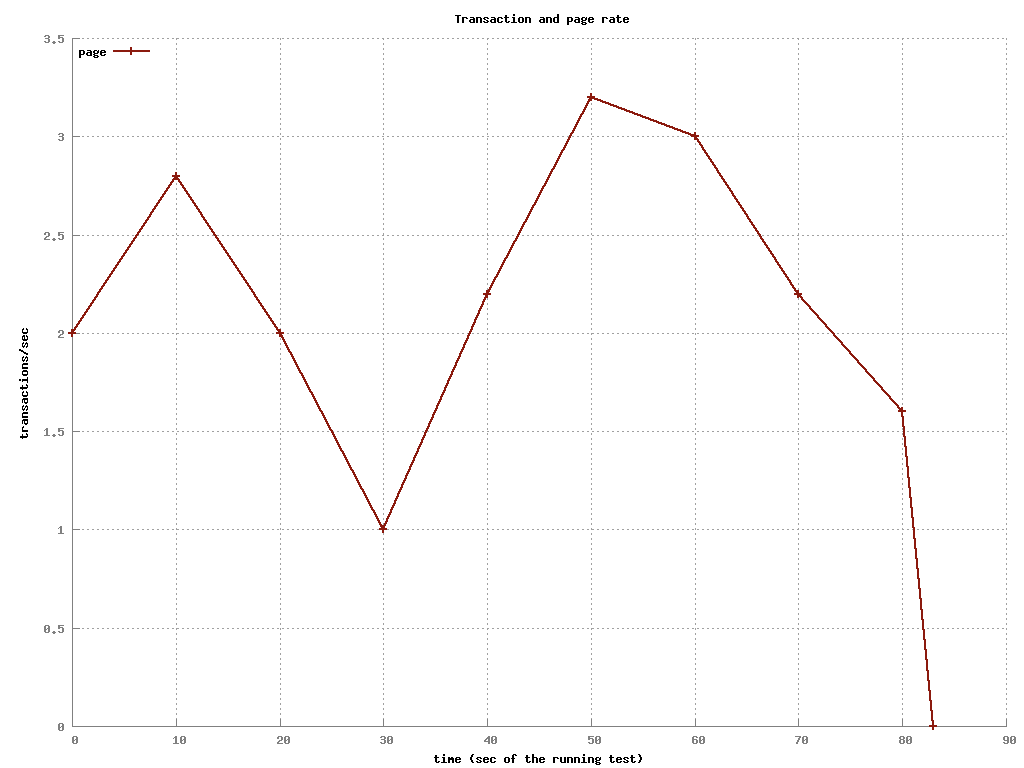 Transaction and page rate
3.5
page
3
2.5
2
transactions/sec
1.5
1
0.5
0
0 10 20 30 40 50 60 70 80 90
time (sec of the running test)